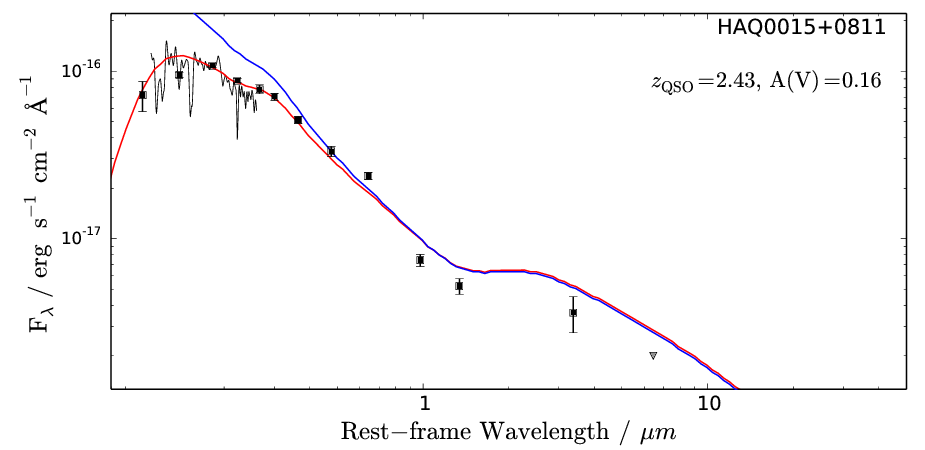 HAQ0015+0811
z_QSO=2.43, A(V)=0.16
10^-16
10^-17
F_λ / erg s^−1 cm^−2 Å^−1
1 10
Rest−frame Wavelength / μm